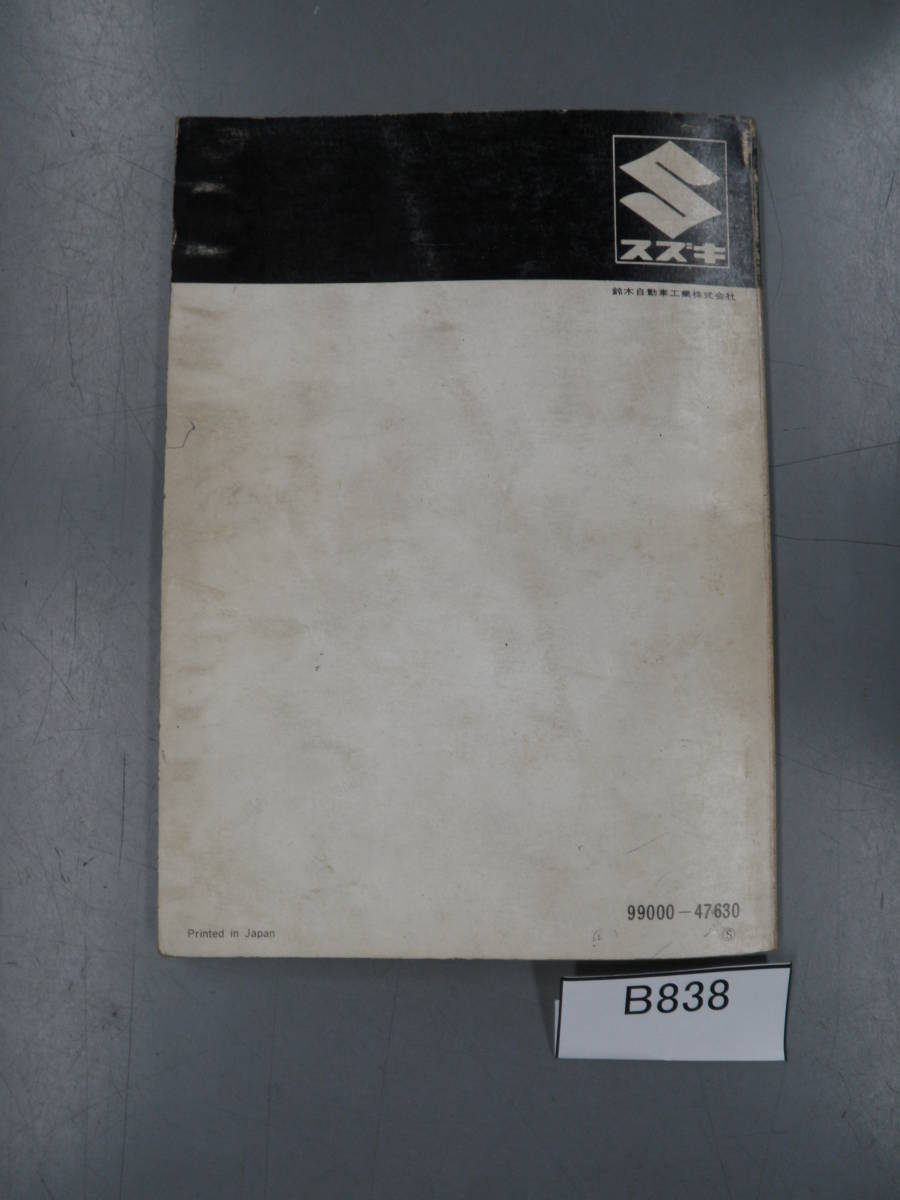 スズキ
鈴木自動車工業株式会社
99000-47630
Printed in Japan
Ⓢ
B838